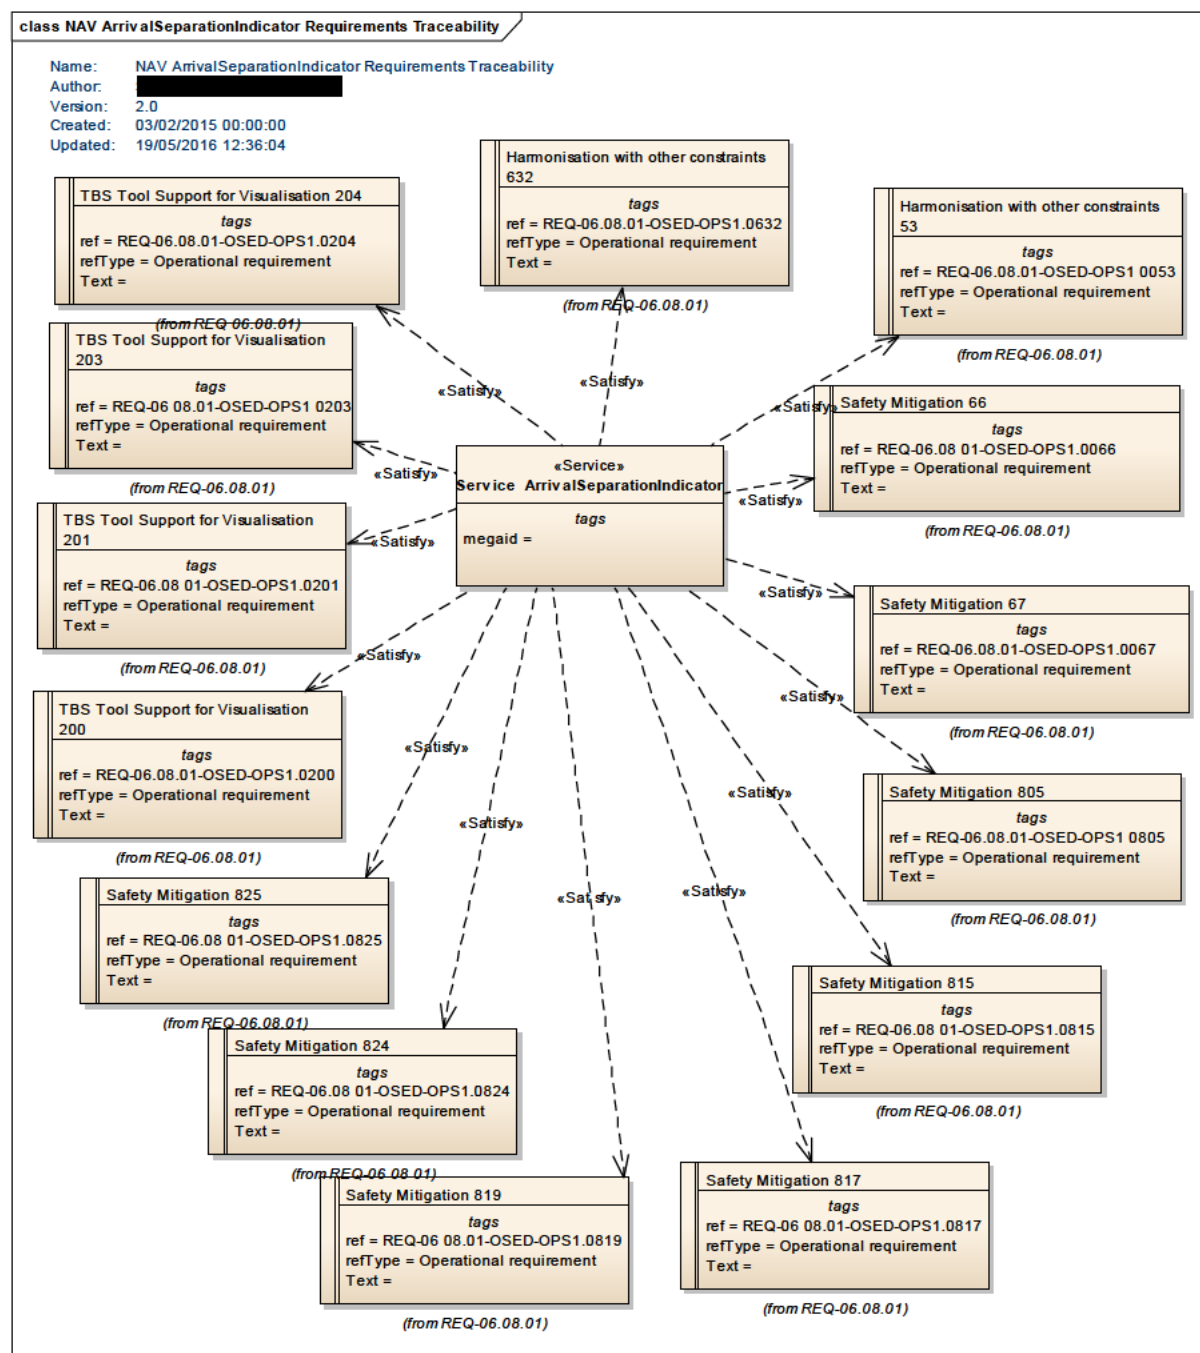 class NAV ArrivalSeparationIndicator Requirements Traceability
Name: NAV ArrivalSeparationIndicator Requirements Traceability
Author:
Version: 2.0
Created: 03/02/2015 00:00:00
Updated: 19/05/2016 12:36:04
Harmonisation with other constraints
632
tags
ref = REQ-06.08.01-OSED-OPS1.0632
refType = Operational requirement
Text =
(from REQ-06.08.01)
TBS Tool Support for Visualisation 204
tags
ref = REQ-06.08.01-OSED-OPS1.0204
refType = Operational requirement
Text =
(from REQ-06.08.01)
Harmonisation with other constraints
53
tags
ref = REQ-06.08.01-OSED-OPS1 0053
refType = Operational requirement
Text =
(from REQ-06.08.01)
TBS Tool Support for Visualisation
203
tags
ref = REQ-06 08.01-OSED-OPS1 0203
refType = Operational requirement
Text =
(from REQ-06.08.01)
«Satisfy»
«Satisfy»
«Satisfy»
Safety Mitigation 66
tags
ref = REQ-06.08 01-OSED-OPS1.0066
refType = Operational requirement
Text =
(from REQ-06.08.01)
«Service»
Service ArrivalSeparationIndicator
tags
megaid =
«Satisfy»
«Satisfy»
«Satisfy»
TBS Tool Support for Visualisation
201
tags
ref = REQ-06.08 01-OSED-OPS1.0201
refType = Operational requirement
Text =
(from REQ-06.08.01)
«Satisfy»
Safety Mitigation 67
tags
ref = REQ-06.08.01-OSED-OPS1.0067
refType = Operational requirement
Text =
(from REQ-06.08.01)
«Satisfy»
TBS Tool Support for Visualisation
200
tags
ref = REQ-06.08.01-OSED-OPS1.0200
refType = Operational requirement
Text =
(from REQ-06.08.01)
«Satisfy»
«Satisfy»
«Satisfy»
«Satisfy»
Safety Mitigation 805
tags
ref = REQ-06.08.01-OSED-OPS1 0805
refType = Operational requirement
Text =
(from REQ-06.08.01)
Safety Mitigation 825
tags
ref = REQ-06.08 01-OSED-OPS1.0825
refType = Operational requirement
Text =
(from REQ-06.08.01)
«Sat sfy»
«Satisfy»
Safety Mitigation 815
tags
ref = REQ-06.08 01-OSED-OPS1.0815
refType = Operational requirement
Text =
(from REQ-06.08.01)
Safety Mitigation 824
tags
ref = REQ-06.08 01-OSED-OPS1.0824
refType = Operational requirement
Text =
(from REQ-06 08 01)
Safety Mitigation 819
tags
ref = REQ-06 08.01-OSED-OPS1.0819
refType = Operational requirement
Text =
(from REQ-06.08.01)
Safety Mitigation 817
tags
ref = REQ-06 08.01-OSED-OPS1.0817
refType = Operational requirement
Text =
(from REQ-06.08.01)